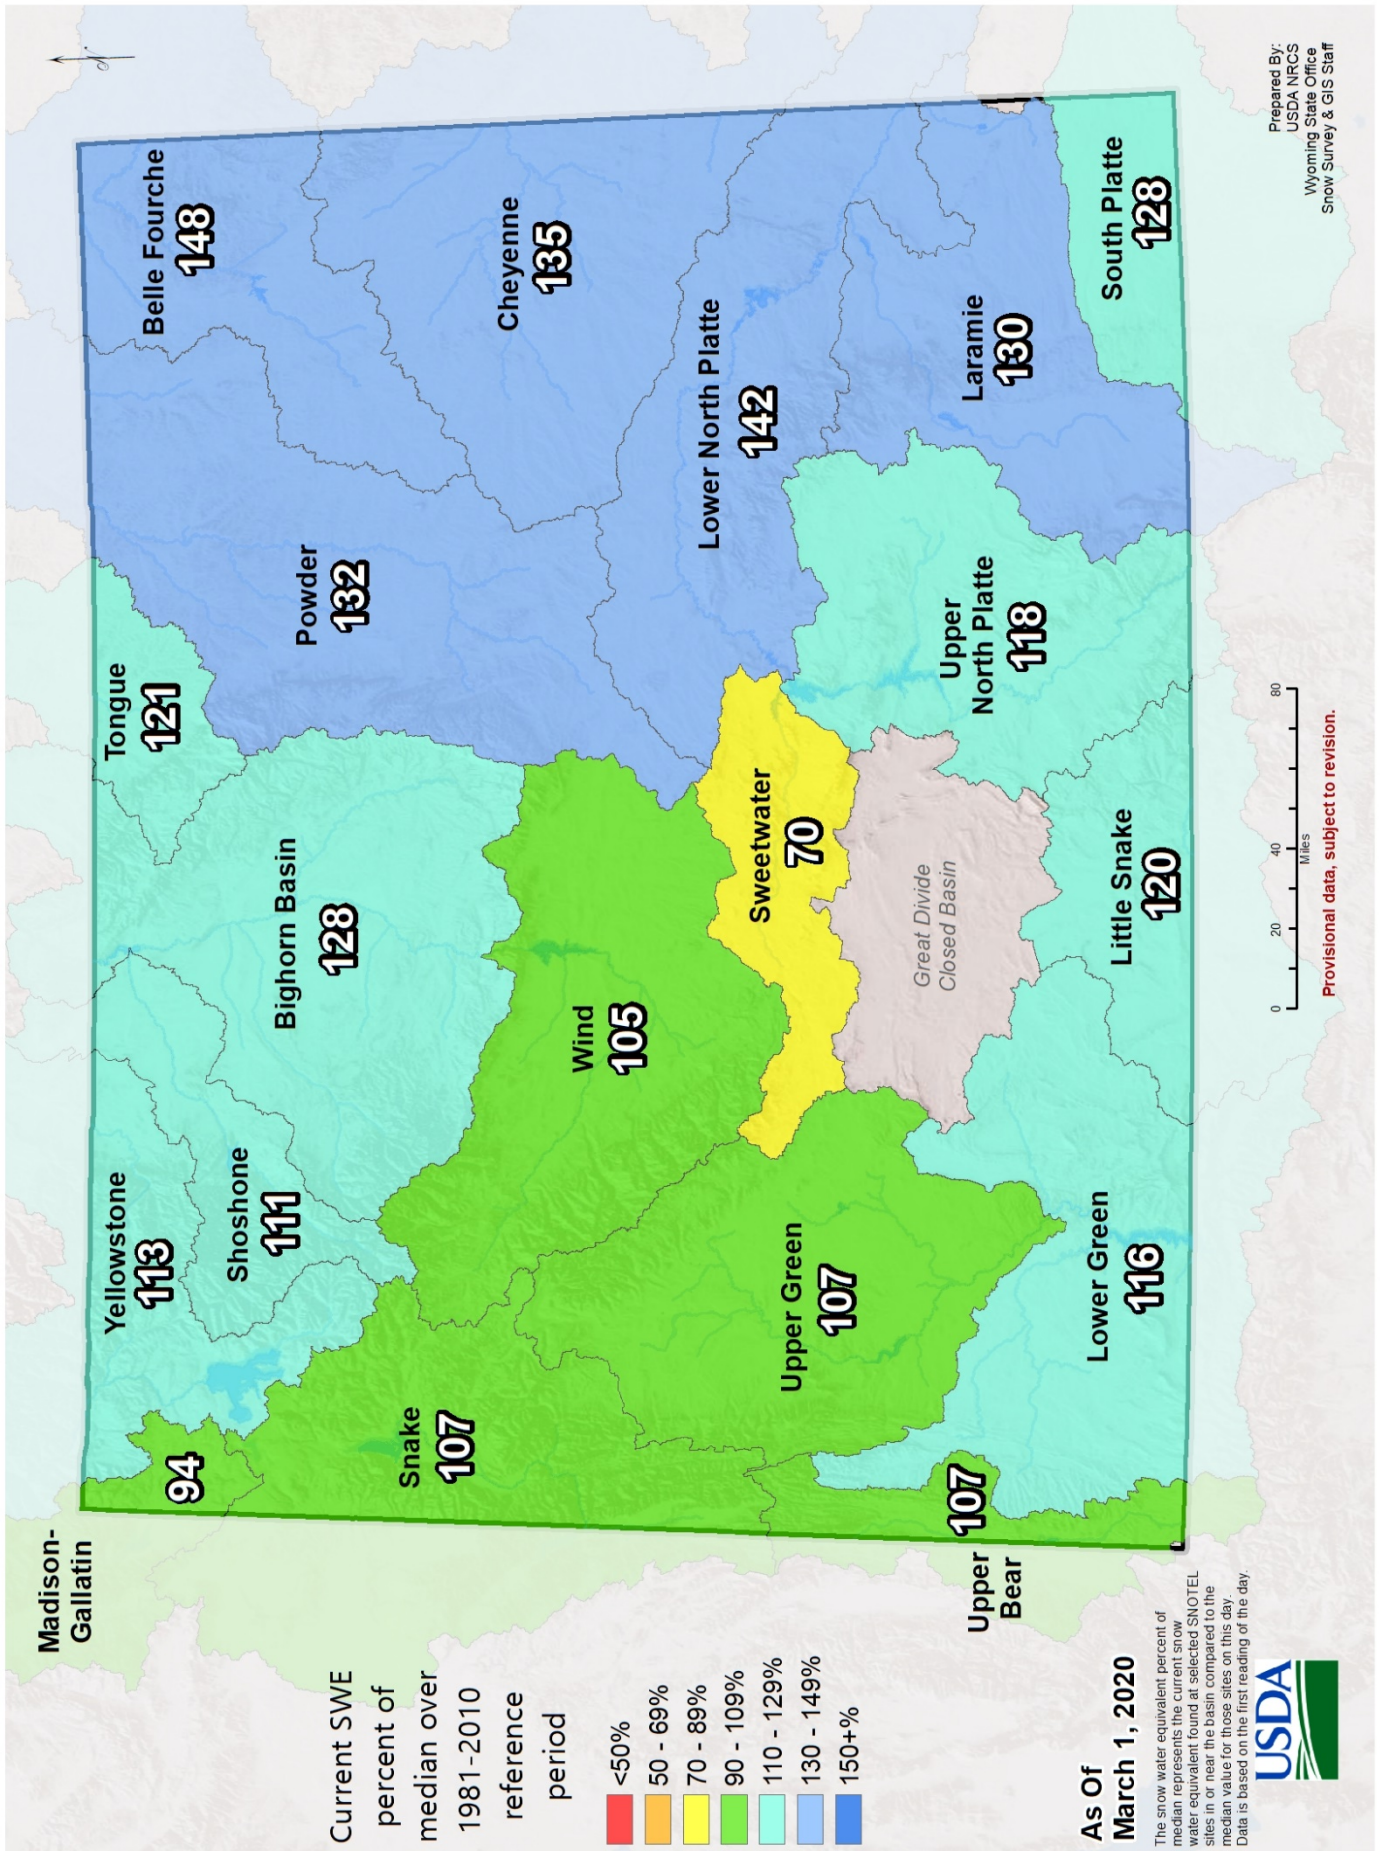 Madison-
Gallatin
94
Yellowstone
113
Shoshone
111
Bighorn Basin
128
Tongue
121
Powder
132
Belle Fourche
148
Snake
107
Wind
105
Cheyenne
135
Upper Green
107
Sweetwater
70
Lower North Platte
142
Great Divide
Closed Basin
Upper
North Platte
118
Laramie
130
Upper
Bear
107
Lower Green
116
Little Snake
120
South Platte
128
Current SWE
percent of
median over
1981-2010
reference
period
<50%
50 - 69%
70 - 89%
90 - 109%
110 - 129%
130 - 149%
150+%
As Of
March 1, 2020
The snow water equivalent percent of
median represents the current snow
water equivalent found at selected SNOTEL
sites in or near the basin compared to the
median value for those sites on this day.
Data is based on the first reading of the day.
USDA
0 20 40 80
Miles
Provisional data, subject to revision.
Prepared By:
USDA NRCS
Wyoming State Office
Snow Survey & GIS Staff
N